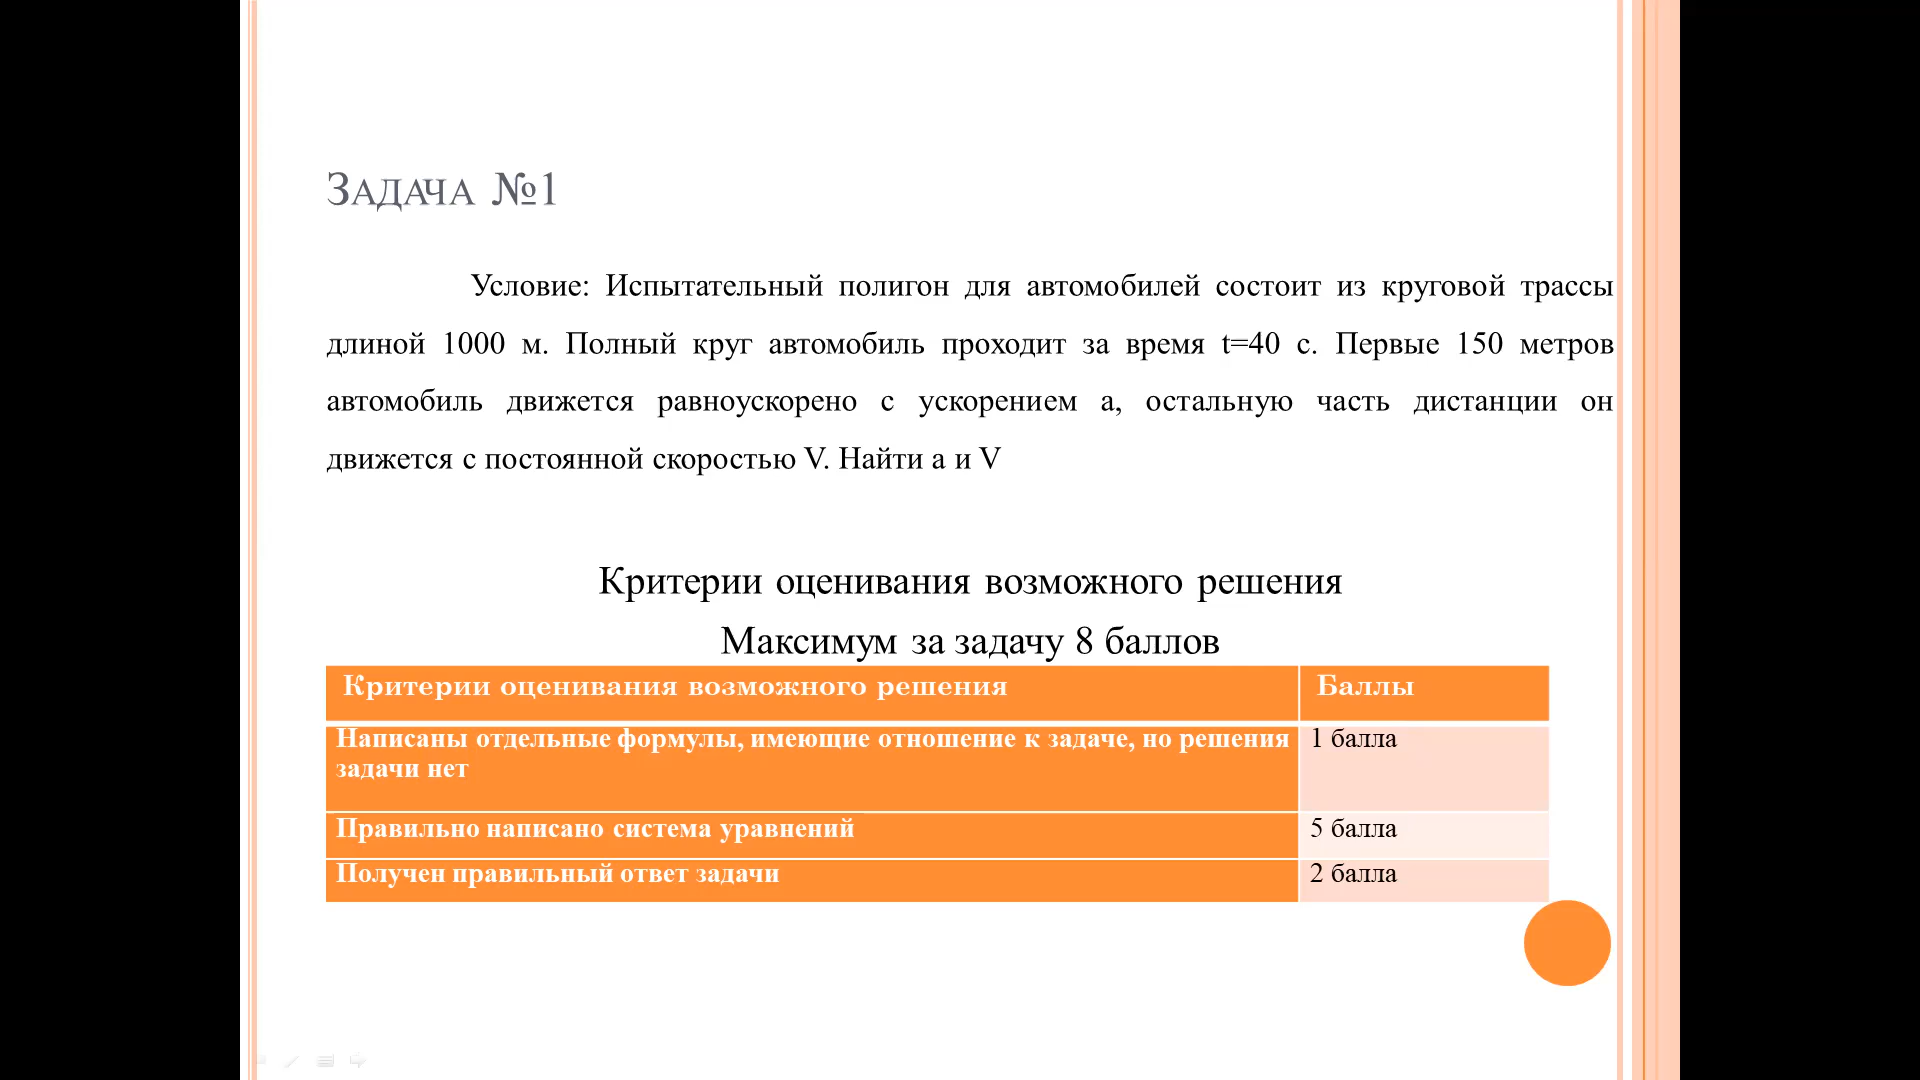 Задача №1
Условие: Испытательный полигон для автомобилей состоит из круговой трассы
длиной 1000 м. Полный круг автомобиль проходит за время t=40 с. Первые 150 метров
автомобиль движется равноускорено с ускорением a, остальную часть дистанции он
движется с постоянной скоростью V. Найти a и V
Критерии оценивания возможного решения
Максимум за задачу 8 баллов
Критерии оценивания возможного решения Баллы
Написаны отдельные формулы, имеющие отношение к задаче, но решения 1 балла
задачи нет
Правильно написано система уравнений 5 балла
Получен правильный ответ задачи 2 балла